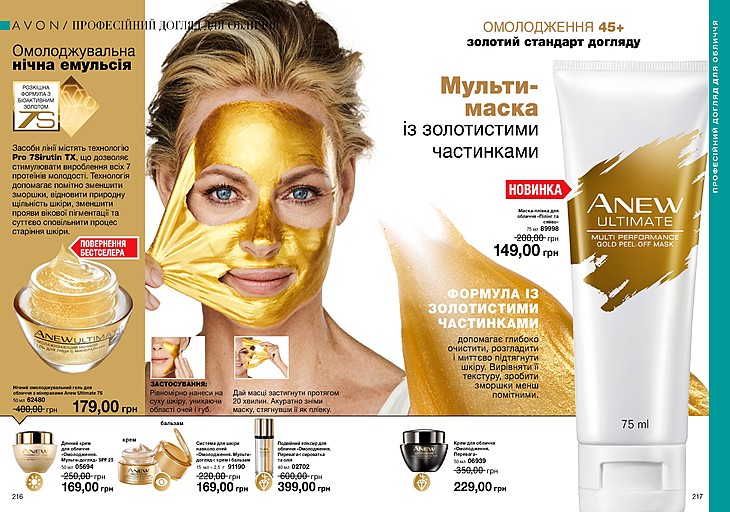 AVON / ПРОФЕСІЙНИЙ ДОГЛЯД ДЛЯ ОБЛИЧЧЯ
Омолоджувальна
нічна емульсія
РОЗКІШНА
ФОРМУЛА З
БІОАКТИВНИМ
ЗОЛОТОМ
7S
Засоби лінії містять технологію
Pro 7Sirutin TX, що дозволяє
стимулювати вироблення всіх 7
протеїнів молодості. Технологія
допомагає помітно зменшити
зморшки, відновити природну
щільність шкіри, зменшити
прояви вікової пігментації та
суттєво сповільнити процес
старіння шкіри.
ПОВЕРНЕННЯ
БЕСТСЕЛЕРА
ANEW ULTIMATE
Нічний омолоджувальний гель для
обличчя з мінералами Anew Ultimate 7S
50 мл 62480
400,00 грн
179,00 грн
ЗАСТОСУВАННЯ:
Рівномірно нанеси на
суху шкіру, уникаючи
області очей і губ.
Дай масці застигнути протягом
20 хвилин. Акуратно зніми
маску, стягнувши її як плівку.
ОМОЛОДЖЕННЯ 45+
золотий стандарт догляду
Мульти-
маска
із золотистими
частинками
НОВИНКА
Маска-плівка для
обличчя «Пілінг та
сяйво»
75 мл 89998
200,00 грн
149,00 грн
ФОРМУЛА ІЗ
ЗОЛОТИСТИМИ
ЧАСТИНКАМИ
допомагає глибоко
очистити, розгладити
і миттєво підтягнути
шкіру. Вирівняти її
текстуру, зробити
зморшки менш
помітними.
ANEW
ULTIMATE
MULTI PERFORMANCE
GOLD PEEL-OFF MASK
75 ml
ПРОФЕСІЙНИЙ ДОГЛЯД ДЛЯ ОБЛИЧЧЯ
Денний крем
для обличчя
«Омолодження.
Мульти-догляд» SPF 25
50 мл 05694
250,00 грн
169,00 грн
крем
бальзам
Система для шкіри
навколо очей
«Омолодження. Мульти-
догляд»: крем і бальзам
15 мл + 2,5 г 91190
220,00 грн
169,00 грн
Подвійний еліксир для
обличчя «Омолодження.
Перевага»: сироватка
та олія
40 мл 02702
600,00 грн
399,00 грн
ANEW
Крем для обличчя
«Омолодження.
Перевага»
50 мл 06939
350,00 грн
229,00 грн
216
217